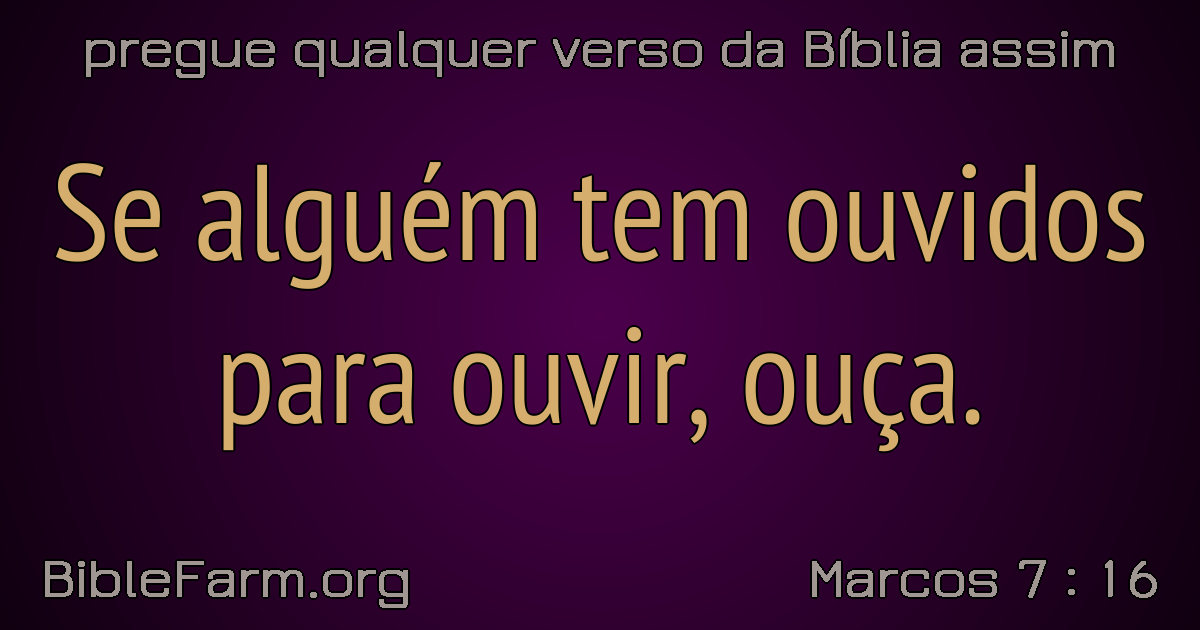 pregue qualquer verso da Bíblia assim
Se alguém tem ouvidos
para ouvir, ouça.
BibleFarm.org
Marcos 7 : 16